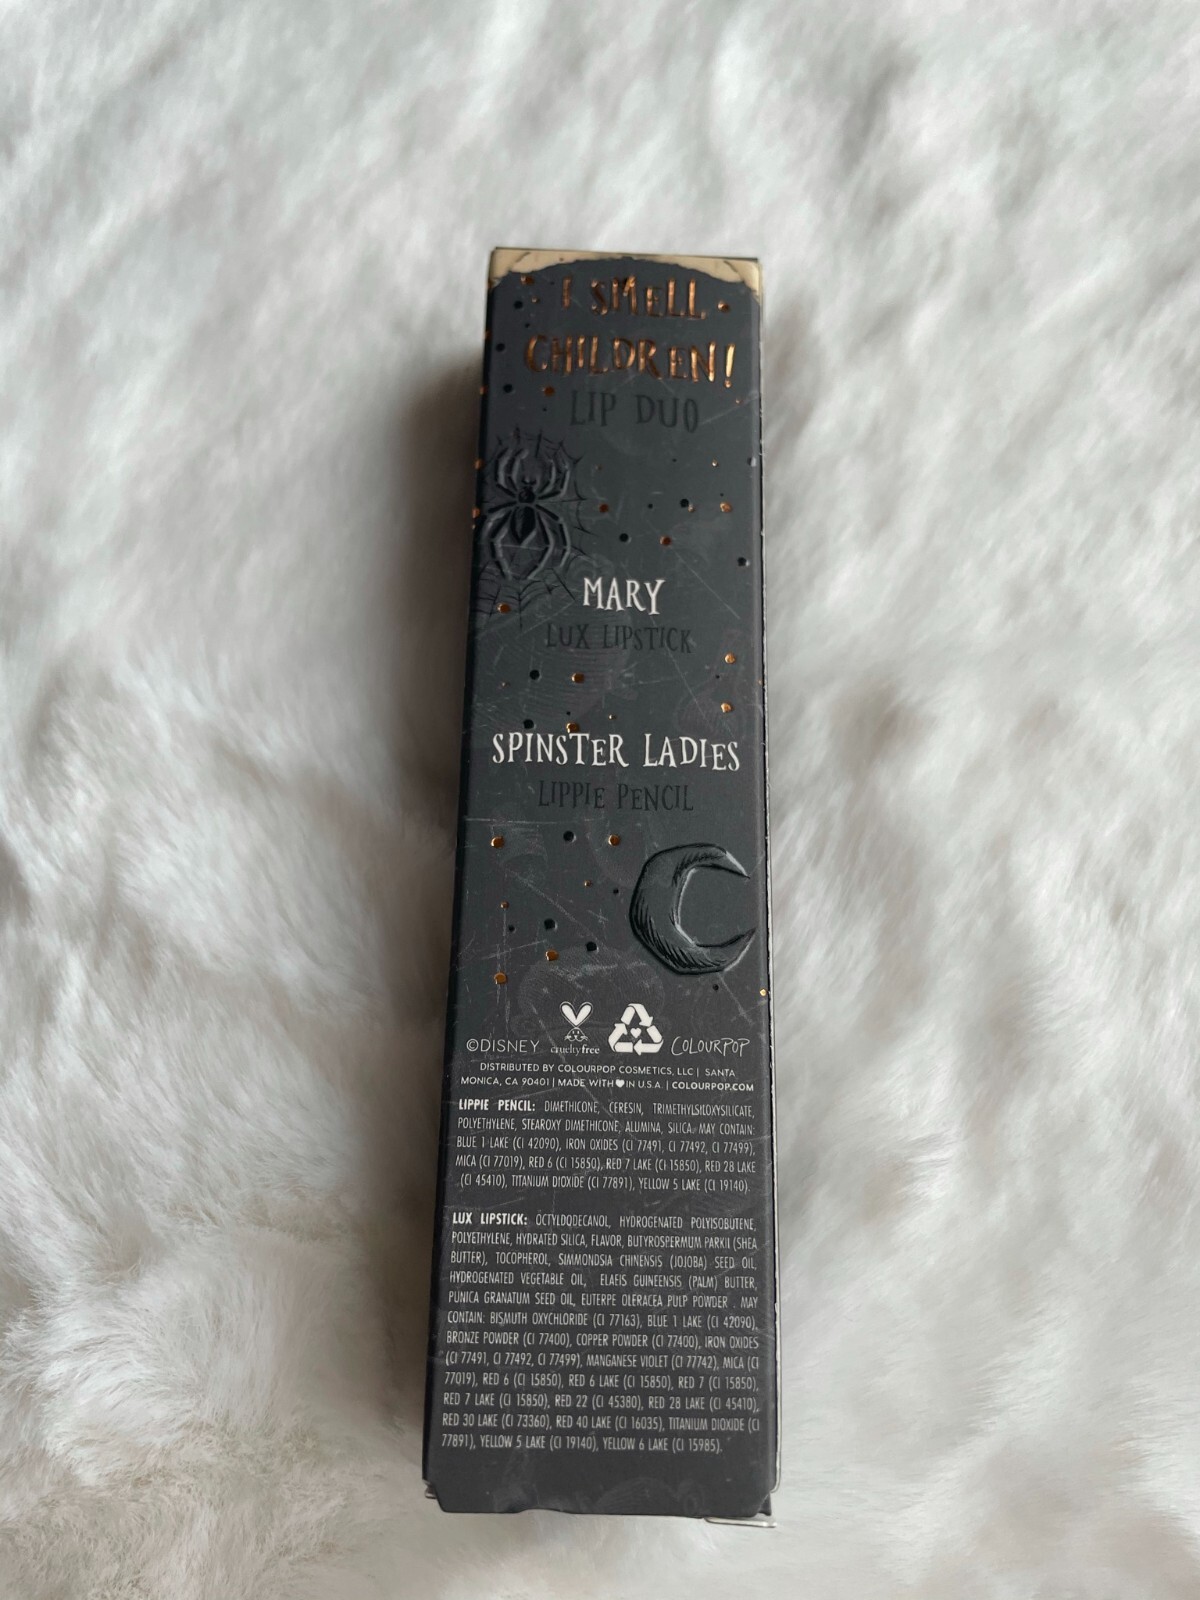 I SMELL
CHILDREN!
LIP DUO
MARY
LUX LIPSTICK
SPINSTER LADIES
LIPPIE PENCIL
©DISNEY crueltyfree COLOURPOP
DISTRIBUTED BY COLOURPOP COSMETICS, LLC | SANTA
MONICA, CA 90401 | MADE WITH ♥ IN U.S.A. | COLOURPOP.COM
LIPPIE PENCIL: DIMETHICONE, CERESIN, TRIMETHYLSILOXYSILICATE,
POLYETHYLENE, STEAROXY DIMETHICONE, ALUMINA, SILICA. MAY CONTAIN:
BLUE 1 LAKE (CI 42090), IRON OXIDES (CI 77491, CI 77492, CI 77499),
MICA (CI 77019), RED 6 (CI 15850), RED 7 LAKE (CI 15850), RED 28 LAKE
(CI 45410), TITANIUM DIOXIDE (CI 77891), YELLOW 5 LAKE (CI 19140).
LUX LIPSTICK: OCTYLDODECANOL, HYDROGENATED POLYISOBUTENE,
POLYETHYLENE, HYDRATED SILICA, FLAVOR, BUTYROSPERMUM PARKII (SHEA
BUTTER), TOCOPHEROL, SIMMONDSIA CHINENSIS (JOJOBA) SEED OIL,
HYDROGENATED VEGETABLE OIL, ELAEIS GUINEENSIS (PALM) BUTTER,
PUNICA GRANATUM SEED OIL, EUTERPE OLERACEA PULP POWDER . MAY
CONTAIN: BISMUTH OXYCHLORIDE (CI 77163), BLUE 1 LAKE (CI 42090),
BRONZE POWDER (CI 77400), COPPER POWDER (CI 77400), IRON OXIDES
(CI 77491, CI 77492, CI 77499), MANGANESE VIOLET (CI 77742), MICA (CI
77019), RED 6 (CI 15850), RED 6 LAKE (CI 15850), RED 7 (CI 15850),
RED 7 LAKE (CI 15850), RED 22 (CI 45380), RED 28 LAKE (CI 45410),
RED 30 LAKE (CI 73360), RED 40 LAKE (CI 16035), TITANIUM DIOXIDE (CI
77891), YELLOW 5 LAKE (CI 19140), YELLOW 6 LAKE (CI 15985).